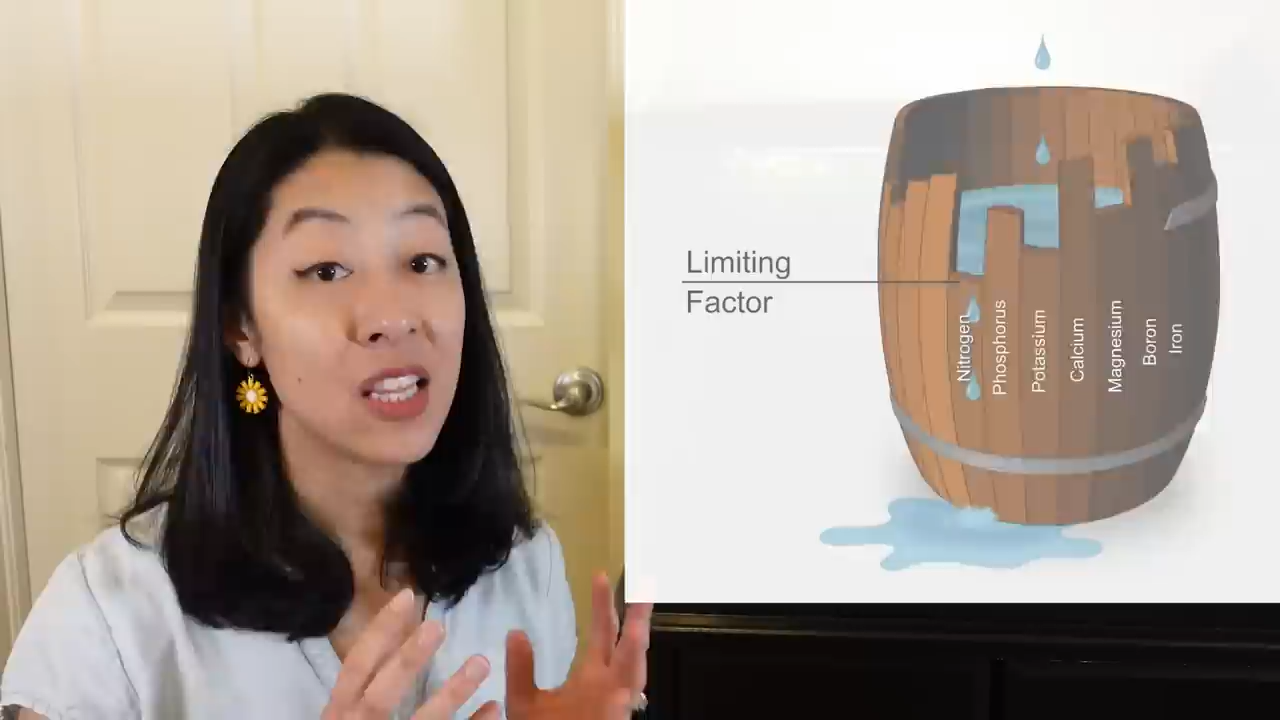 Limiting
Factor
Nitrogen
Phosphorus
Potassium
Calcium
Magnesium
Boron
Iron